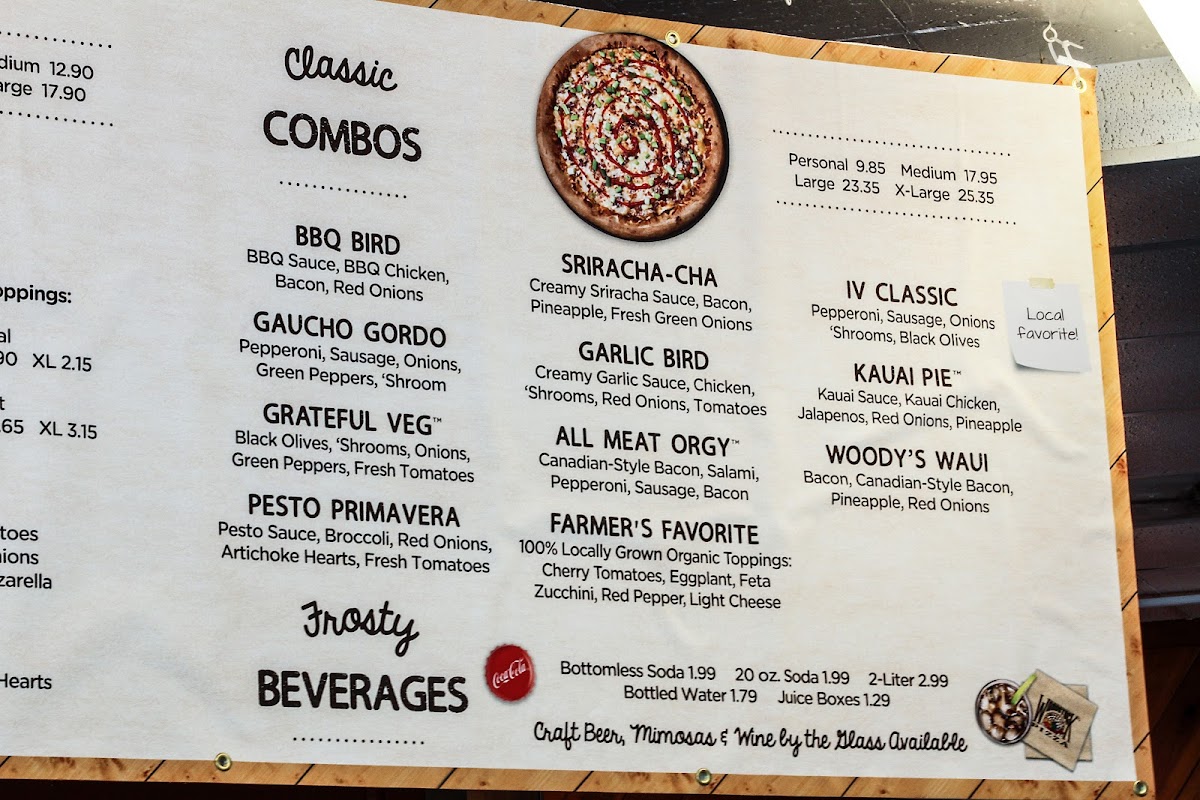 dium 12.90
arge 17.90
oppings:
al
90 XL 2.15
t
.65 XL 3.15
toes
nions
zarella
Hearts
Classic
COMBOS
BBQ BIRD
BBQ Sauce, BBQ Chicken,
Bacon, Red Onions
GAUCHO GORDO
Pepperoni, Sausage, Onions,
Green Peppers, ‘Shroom
GRATEFUL VEG™
Black Olives, ‘Shrooms, Onions,
Green Peppers, Fresh Tomatoes
PESTO PRIMAVERA
Pesto Sauce, Broccoli, Red Onions,
Artichoke Hearts, Fresh Tomatoes
SRIRACHA-CHA
Creamy Sriracha Sauce, Bacon,
Pineapple, Fresh Green Onions
GARLIC BIRD
Creamy Garlic Sauce, Chicken,
‘Shrooms, Red Onions, Tomatoes
ALL MEAT ORGY™
Canadian-Style Bacon, Salami,
Pepperoni, Sausage, Bacon
FARMER'S FAVORITE
100% Locally Grown Organic Toppings:
Cherry Tomatoes, Eggplant, Feta
Zucchini, Red Pepper, Light Cheese
Personal 9.85 Medium 17.95
Large 23.35 X-Large 25.35
IV CLASSIC
Pepperoni, Sausage, Onions
‘Shrooms, Black Olives
Local
favorite!
KAUAI PIE™
Kauai Sauce, Kauai Chicken,
Jalapenos, Red Onions, Pineapple
WOODY'S WAUI
Bacon, Canadian-Style Bacon,
Pineapple, Red Onions
Frosty
BEVERAGES
Coca-Cola
Bottomless Soda 1.99 20 oz. Soda 1.99 2-Liter 2.99
Bottled Water 1.79 Juice Boxes 1.29
Craft Beer, Mimosas & Wine by the Glass Available
PIZZA